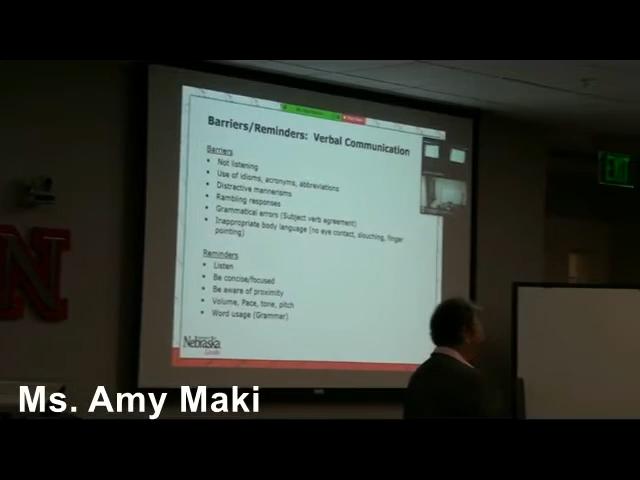 Barriers/Reminders: Verbal Communication
Barriers
• Not listening
• Use of idioms, acronyms, abbreviations
• Distractive mannerisms
• Rambling responses
• Grammatical errors (Subject verb agreement)
• Inappropriate body language (no eye contact, slouching, finger
pointing)
Reminders
• Listen
• Be concise/focused
• Be aware of proximity
• Volume, Pace, tone, pitch
• Word usage (Grammar)
Nebraska
Lincoln
EXIT
N
Ms. Amy Maki